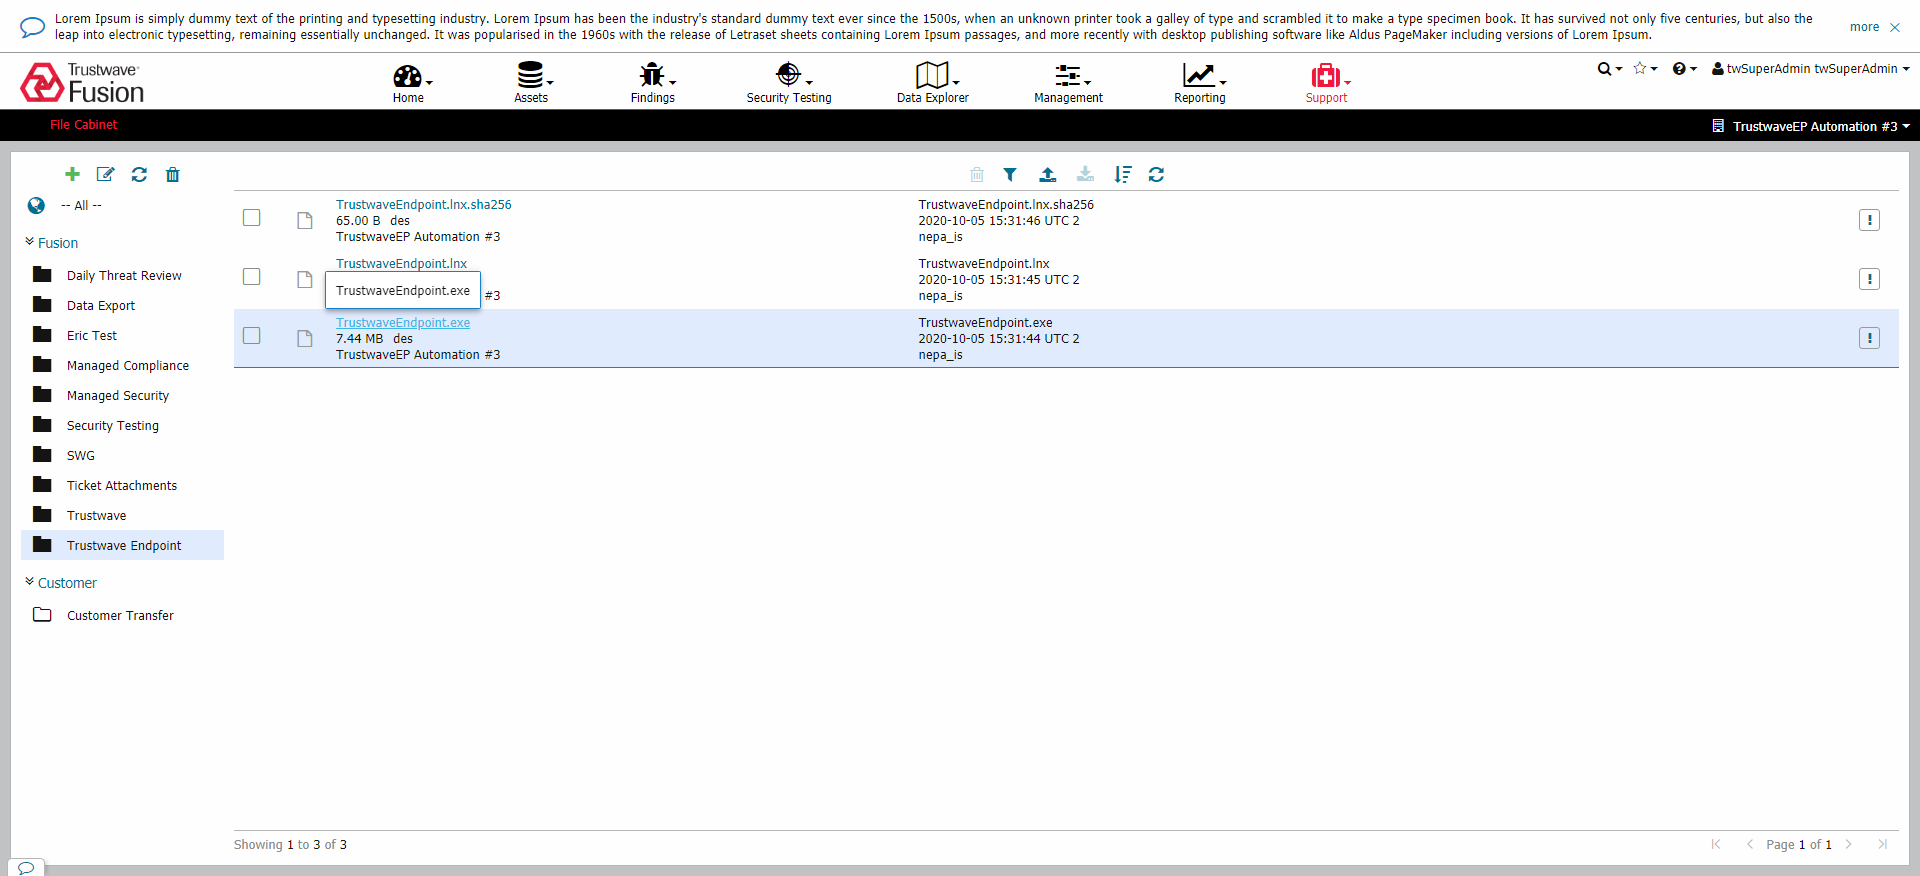 Lorem Ipsum is simply dummy text of the printing and typesetting industry. Lorem Ipsum has been the industry's standard dummy text ever since the 1500s, when an unknown printer took a galley of type and scrambled it to make a type specimen book. It has survived not only five centuries, but also the
leap into electronic typesetting, remaining essentially unchanged. It was popularised in the 1960s with the release of Letraset sheets containing Lorem Ipsum passages, and more recently with desktop publishing software like Aldus PageMaker including versions of Lorem Ipsum.
more
Trustwave
Fusion
Home
Assets
Findings
Security Testing
Data Explorer
Management
Reporting
Support
twSuperAdmin twSuperAdmin
File Cabinet
TrustwaveEP Automation #3
-- All --
Fusion
Daily Threat Review
Data Export
Eric Test
Managed Compliance
Managed Security
Security Testing
SWG
Ticket Attachments
Trustwave
Trustwave Endpoint
Customer
Customer Transfer
TrustwaveEndpoint.lnx.sha256
65.00 B des
TrustwaveEP Automation #3
TrustwaveEndpoint.lnx.sha256
2020-10-05 15:31:46 UTC 2
nepa_is
TrustwaveEndpoint.lnx
TrustwaveEndpoint.exe
#3
TrustwaveEndpoint.lnx
2020-10-05 15:31:45 UTC 2
nepa_is
TrustwaveEndpoint.exe
7.44 MB des
TrustwaveEP Automation #3
TrustwaveEndpoint.exe
2020-10-05 15:31:44 UTC 2
nepa_is
Showing 1 to 3 of 3
Page 1 of 1